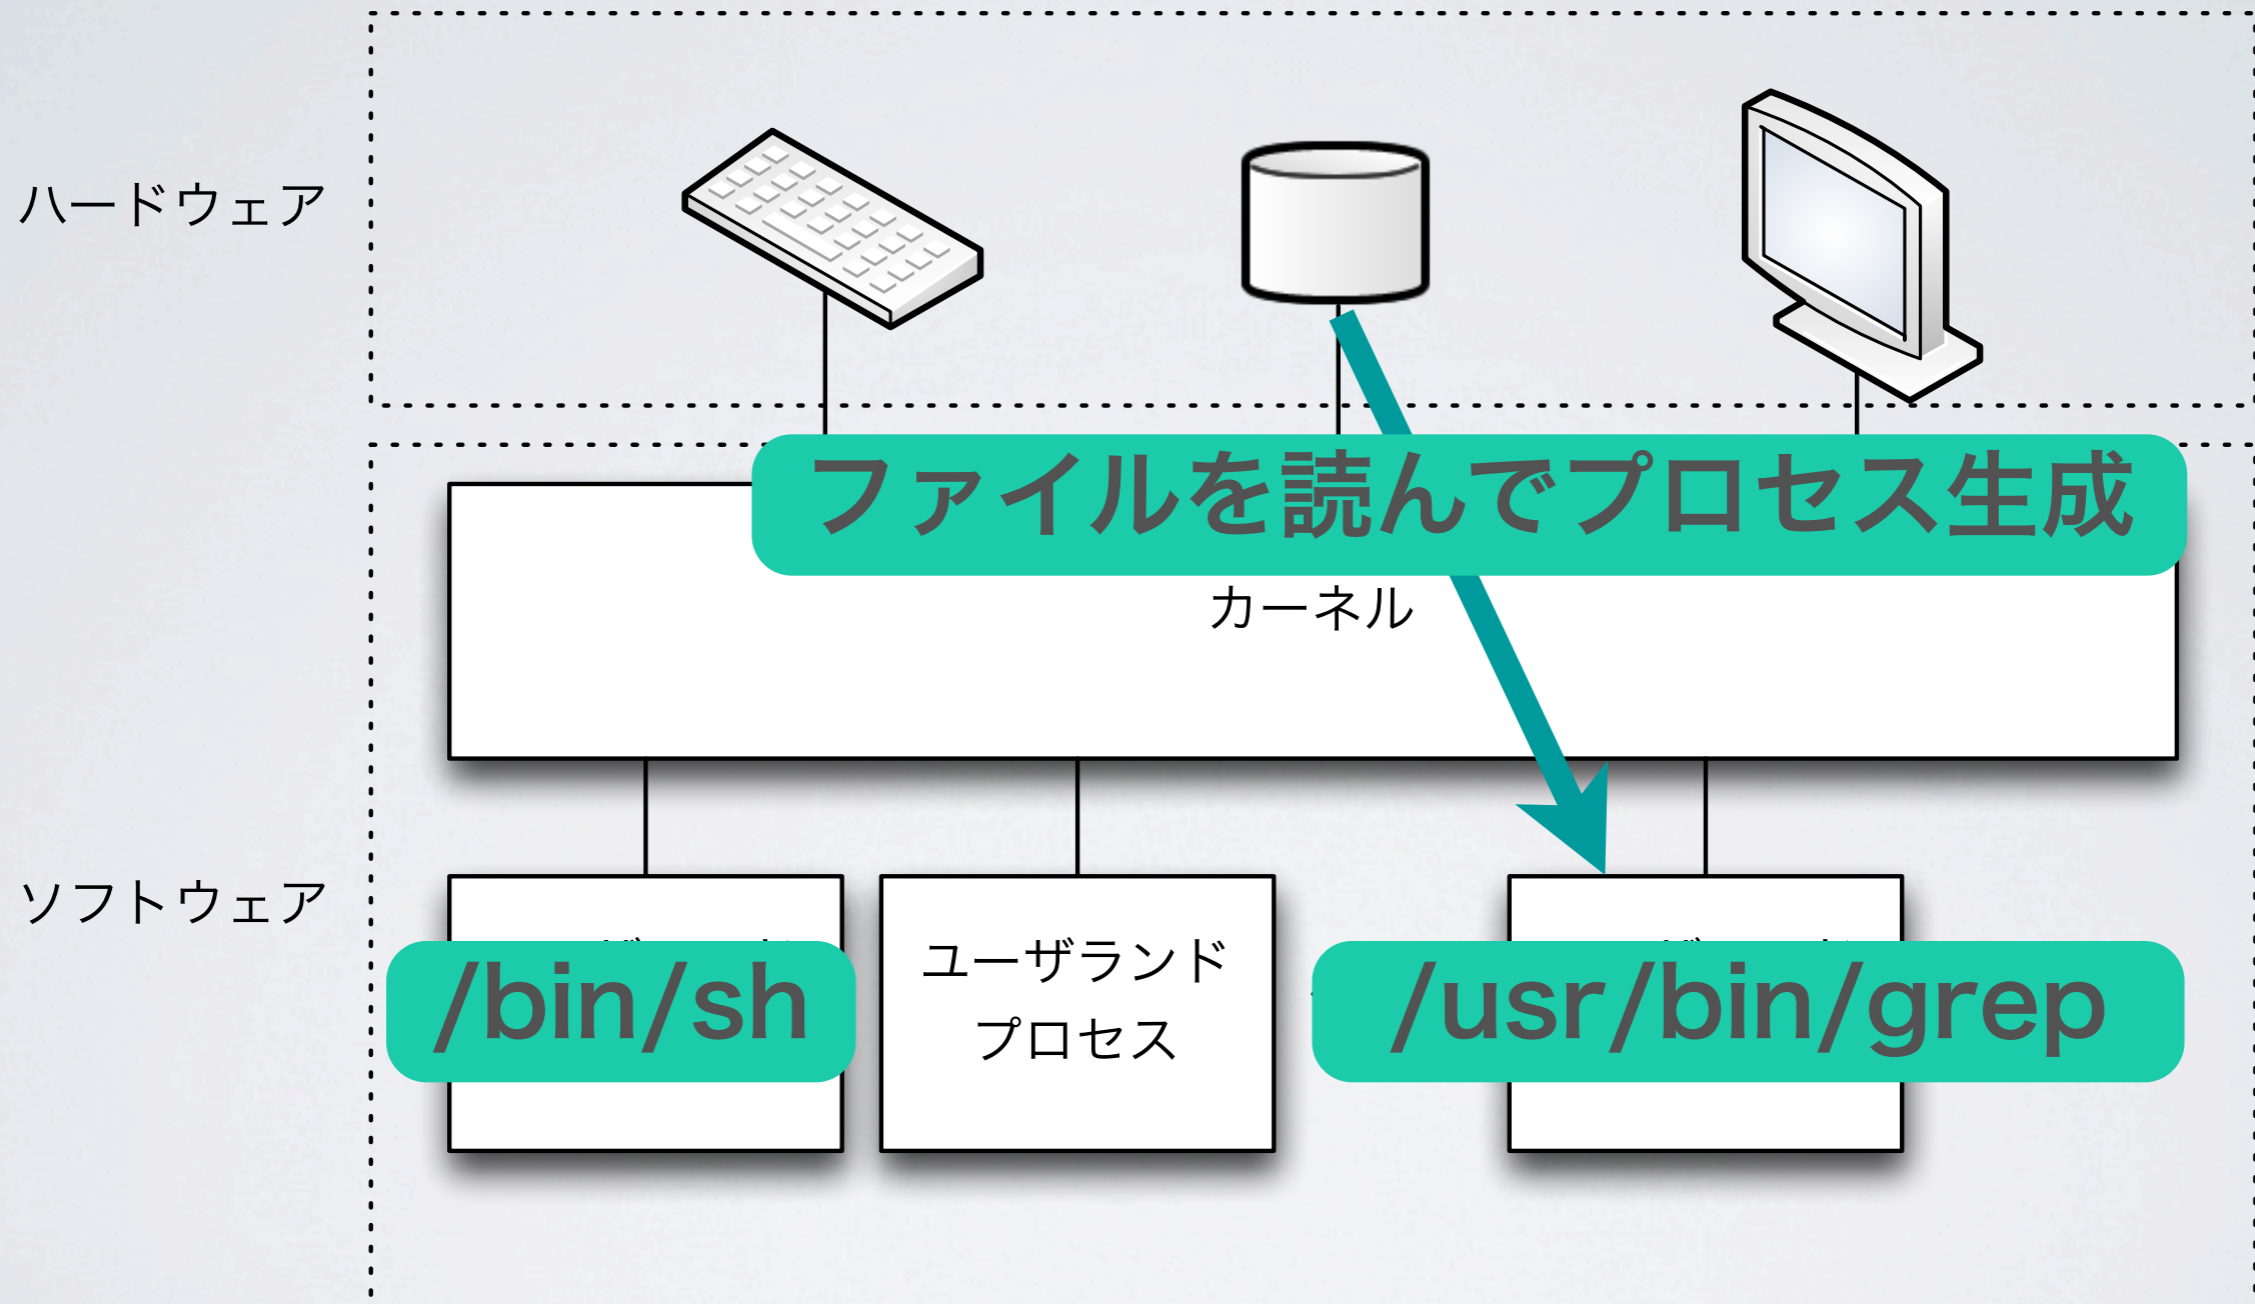 ハードウェア
ファイルを読んでプロセス生成
カーネル
ソフトウェア
/bin/sh
ユーザランド
プロセス
/usr/bin/grep